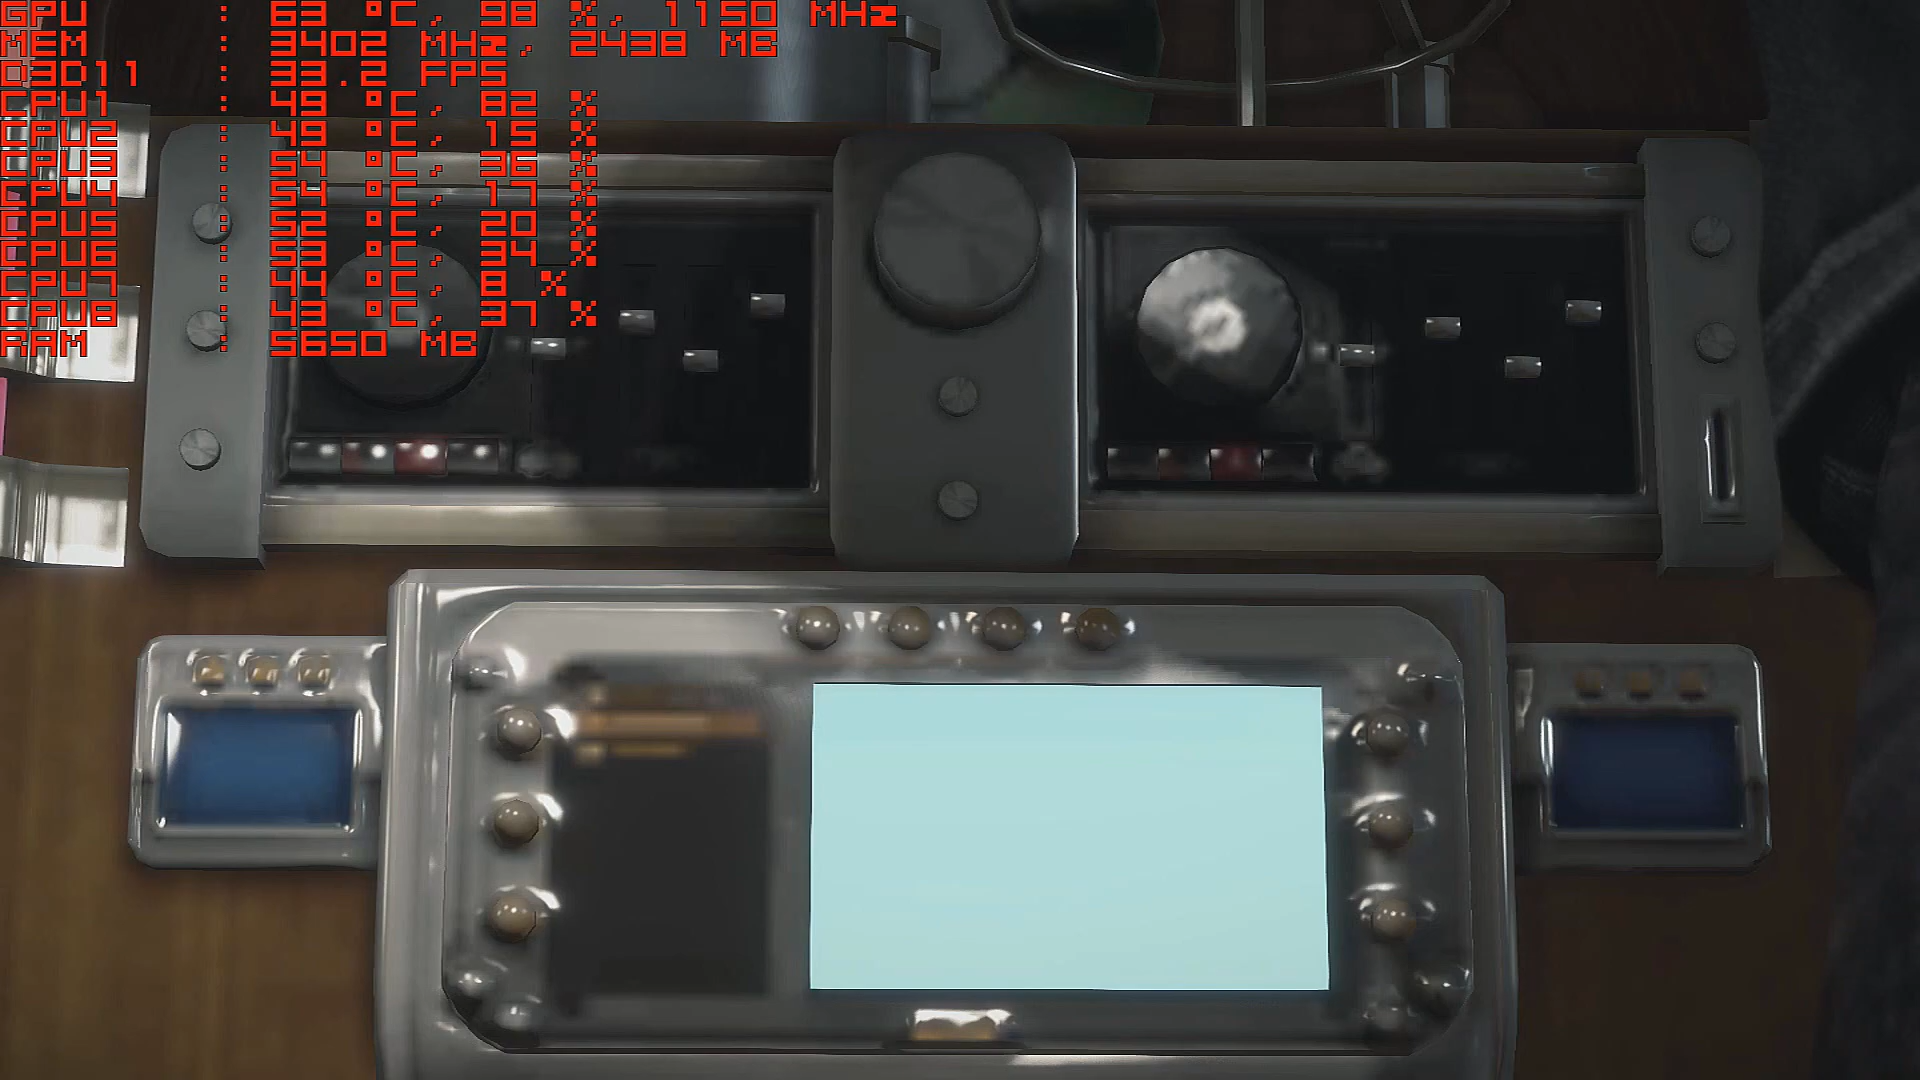 GPU : 63 °C, 98 %, 1150 MHz
MEM : 3402 MHz, 2438 MB
D3D11 : 33.2 FPS
CPU1 : 49 °C, 82 %
CPU2 : 49 °C, 15 %
CPU3 : 54 °C, 36 %
CPU4 : 54 °C, 17 %
CPU5 : 52 °C, 20 %
CPU6 : 53 °C, 34 %
CPU7 : 44 °C, 8 %
CPU8 : 43 °C, 37 %
RAM : 5650 MB